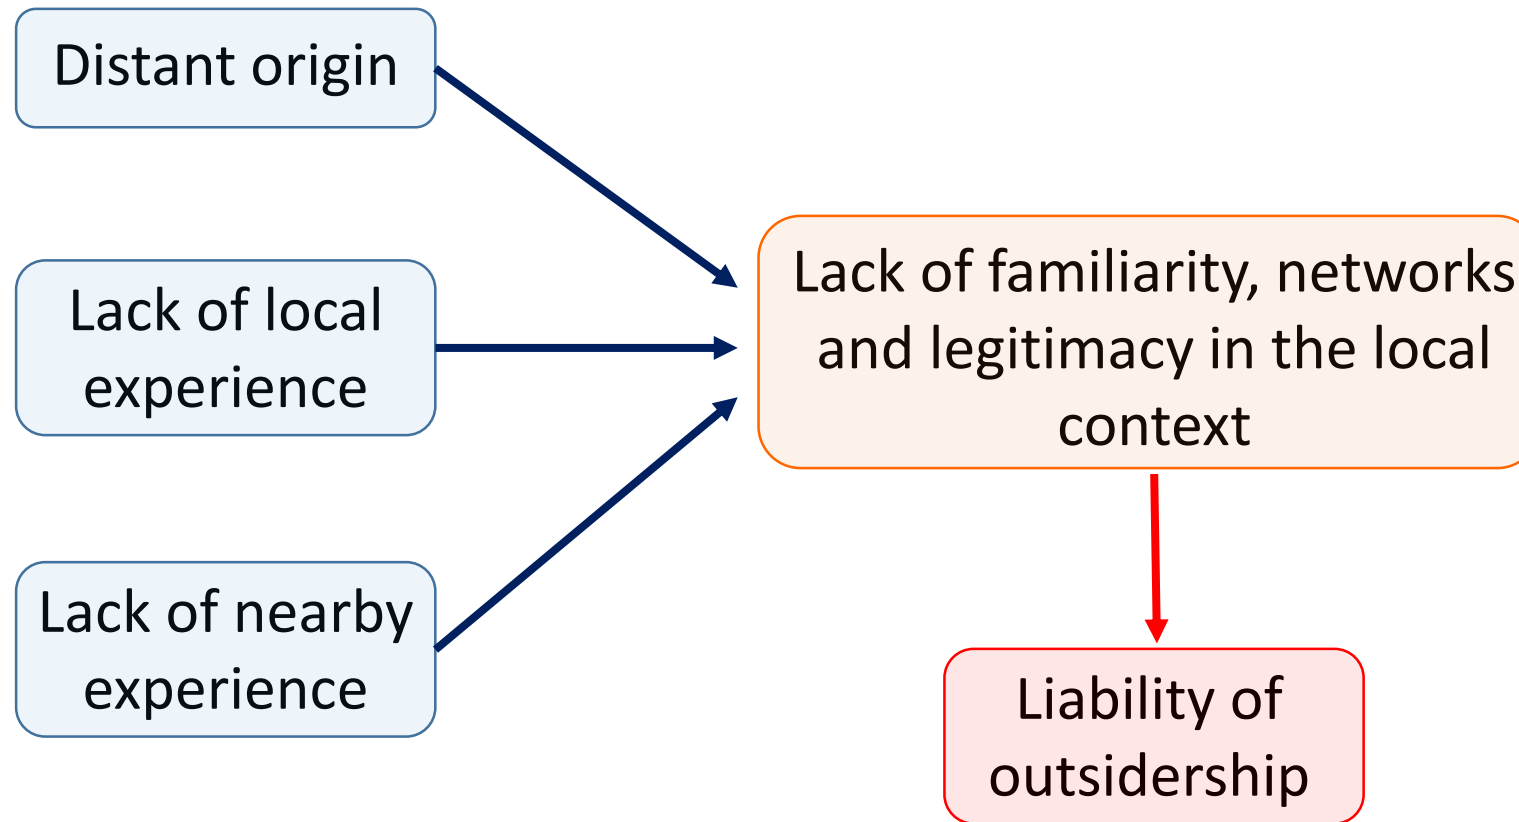 Distant origin
Lack of local
experience
Lack of nearby
experience
Lack of familiarity, networks
and legitimacy in the local
context
Liability of
outsidership